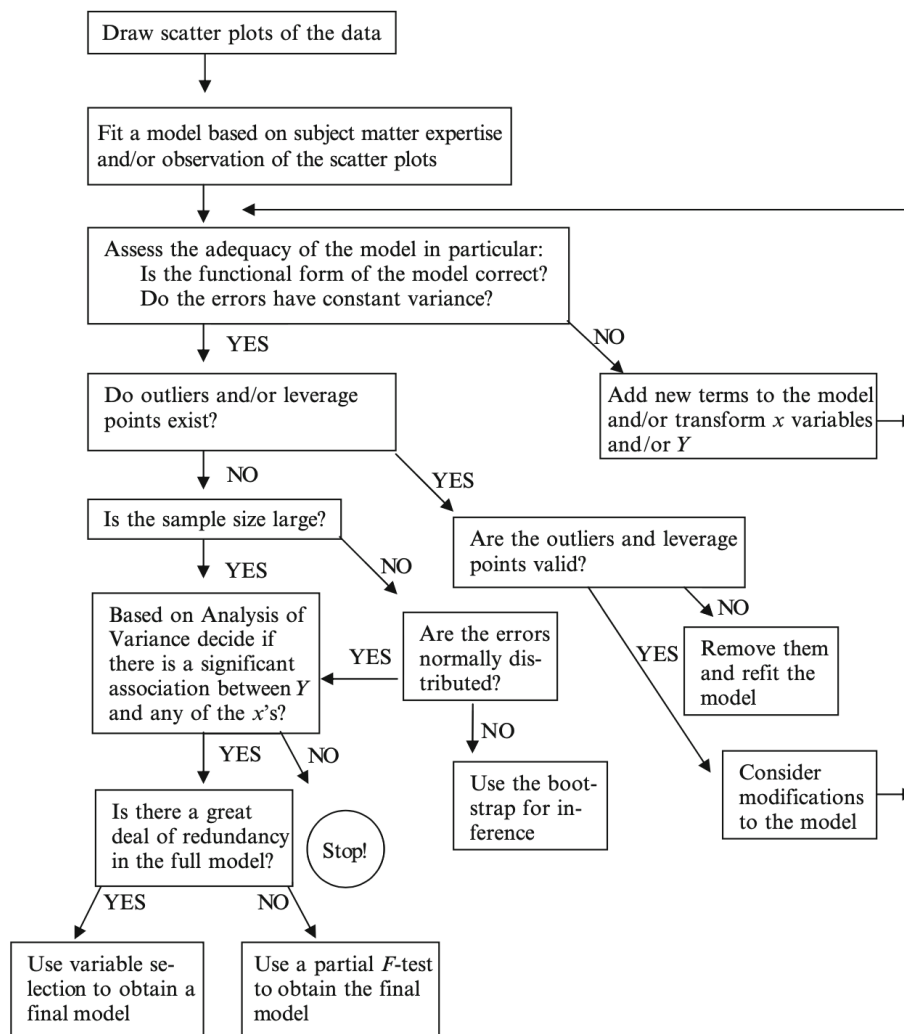 Draw scatter plots of the data
Fit a model based on subject matter expertise
and/or observation of the scatter plots
Assess the adequacy of the model in particular:
Is the functional form of the model correct?
Do the errors have constant variance?
YES
NO
Do outliers and/or leverage
points exist?
Add new terms to the model
and/or transform x variables
and/or Y
NO
YES
Is the sample size large?
Are the outliers and leverage
points valid?
YES
NO
NO
YES
Based on Analysis of
Variance decide if
there is a significant
association between Y
and any of the x's?
YES
Are the errors
normally dis-
tributed?
Remove them
and refit the
model
YES
NO
NO
Use the boot-
strap for in-
ference
Consider
modifications
to the model
Is there a great
deal of redundancy
in the full model?
Stop!
YES
NO
Use variable se-
lection to obtain a
final model
Use a partial F-test
to obtain the final
model